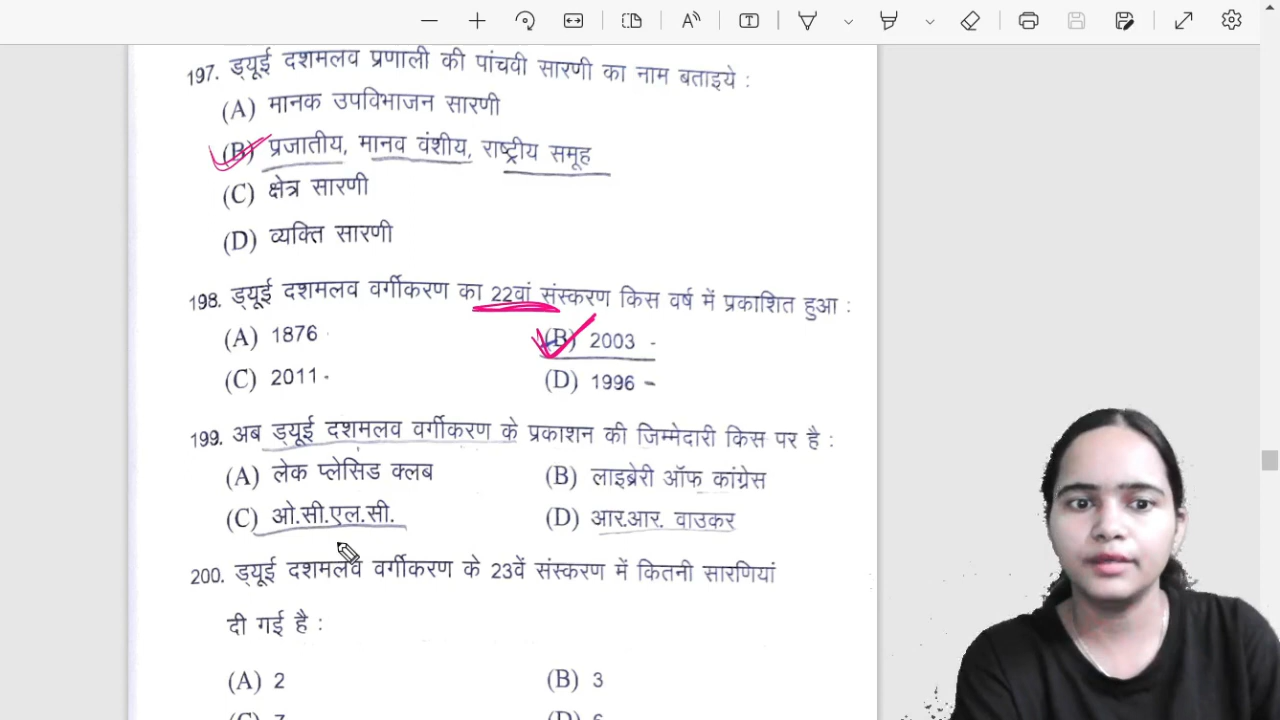 197. ड्यूई दशमलव प्रणाली की पांचवी सारणी का नाम बताइये :
(A) मानक उपविभाजन सारणी
(B) प्रजातीय, मानव वंशीय, राष्ट्रीय समूह
(C) क्षेत्र सारणी
(D) व्यक्ति सारणी
198. ड्यूई दशमलव वर्गीकरण का 22वां संस्करण किस वर्ष में प्रकाशित हुआ :
(A) 1876
(B) 2003
(C) 2011
(D) 1996
199. अब ड्यूई दशमलव वर्गीकरण के प्रकाशन की जिम्मेदारी किस पर है :
(A) लेक प्लेसिड क्लब
(B) लाइब्रेरी ऑफ कांग्रेस
(C) ओ.सी.एल.सी.
(D) आर.आर. वाउकर
200. ड्यूई दशमलव वर्गीकरण के 23वें संस्करण में कितनी सारणियां
दी गई है :
(A) 2
(B) 3